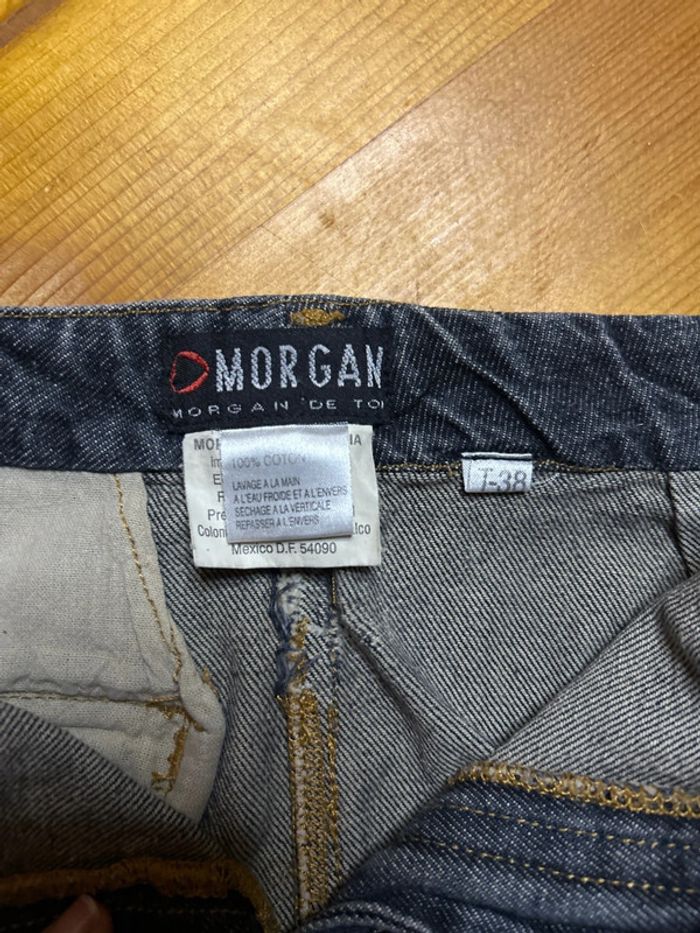 MORGAN
MORGAN DE TOI
100% COTON
LAVAGE A LA MAIN
A L'EAU FROIDE ET A L'ENVERS
SECHAGE A LA VERTICALE
REPASSER A L'ENVERS
Mexico D.F. 54090
T-38